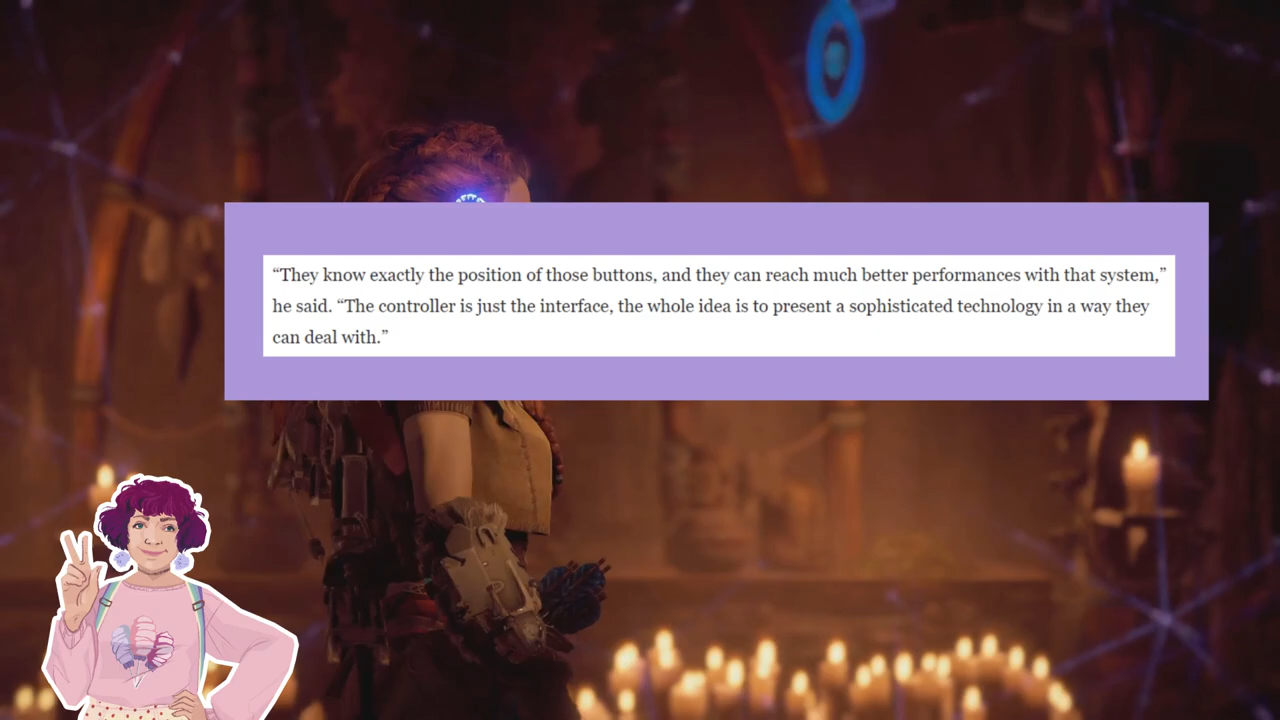 “They know exactly the position of those buttons, and they can reach much better performances with that system,”
he said. “The controller is just the interface, the whole idea is to present a sophisticated technology in a way they
can deal with.”